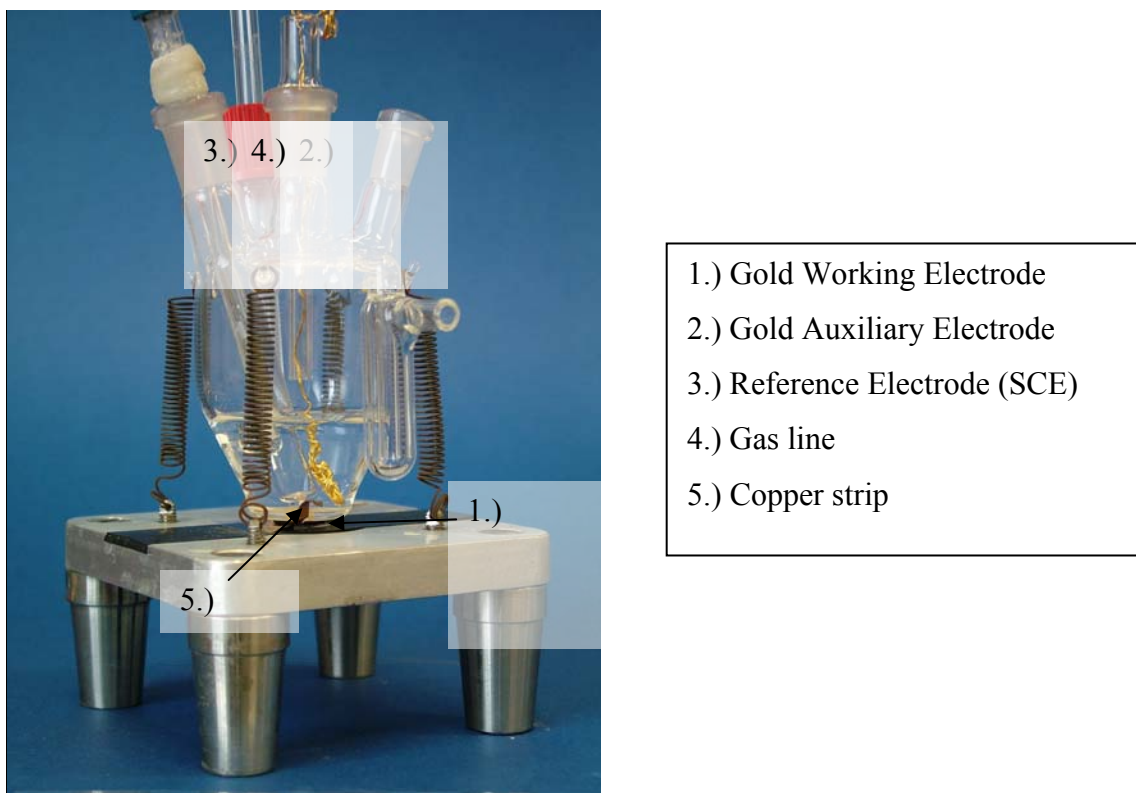 3.) 4.) 2.)
1.)
5.)
1.) Gold Working Electrode
2.) Gold Auxiliary Electrode
3.) Reference Electrode (SCE)
4.) Gas line
5.) Copper strip